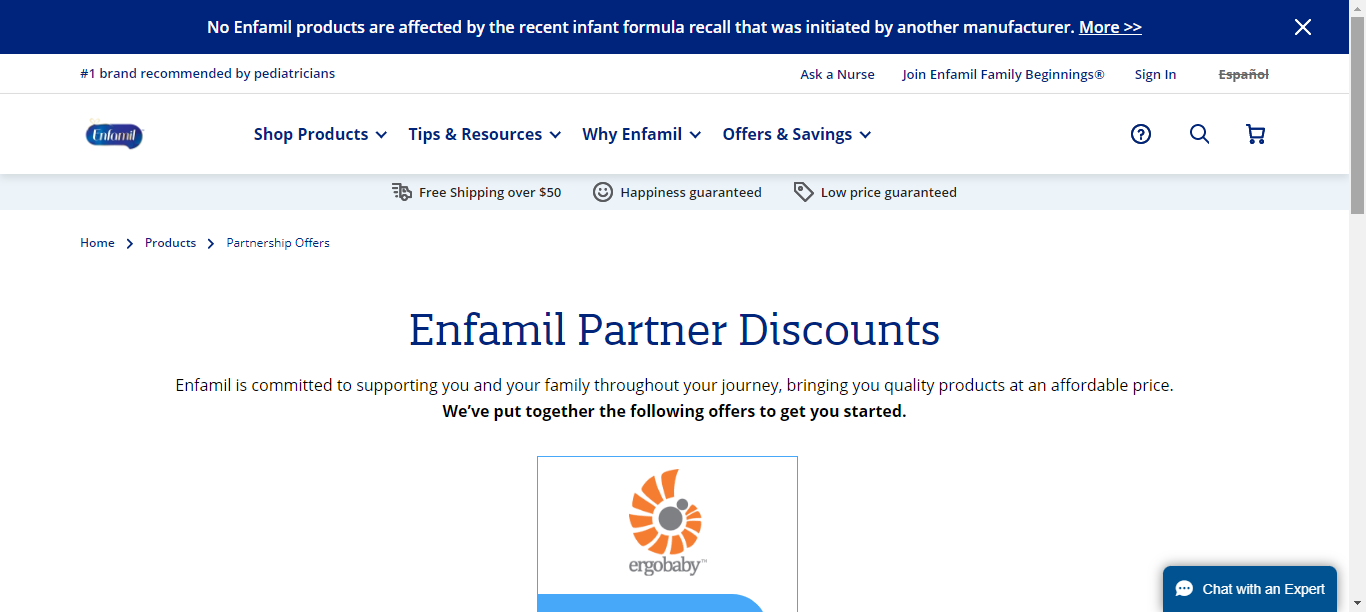 No Enfamil products are affected by the recent infant formula recall that was initiated by another manufacturer. More >>
#1 brand recommended by pediatricians
Ask a Nurse Join Enfamil Family Beginnings® Sign In Español
Enfamil Shop Products Tips & Resources Why Enfamil Offers & Savings
Free Shipping over $50 Happiness guaranteed Low price guaranteed
Home Products Partnership Offers
Enfamil Partner Discounts
Enfamil is committed to supporting you and your family throughout your journey, bringing you quality products at an affordable price.
We’ve put together the following offers to get you started.
ergobaby™
Chat with an Expert